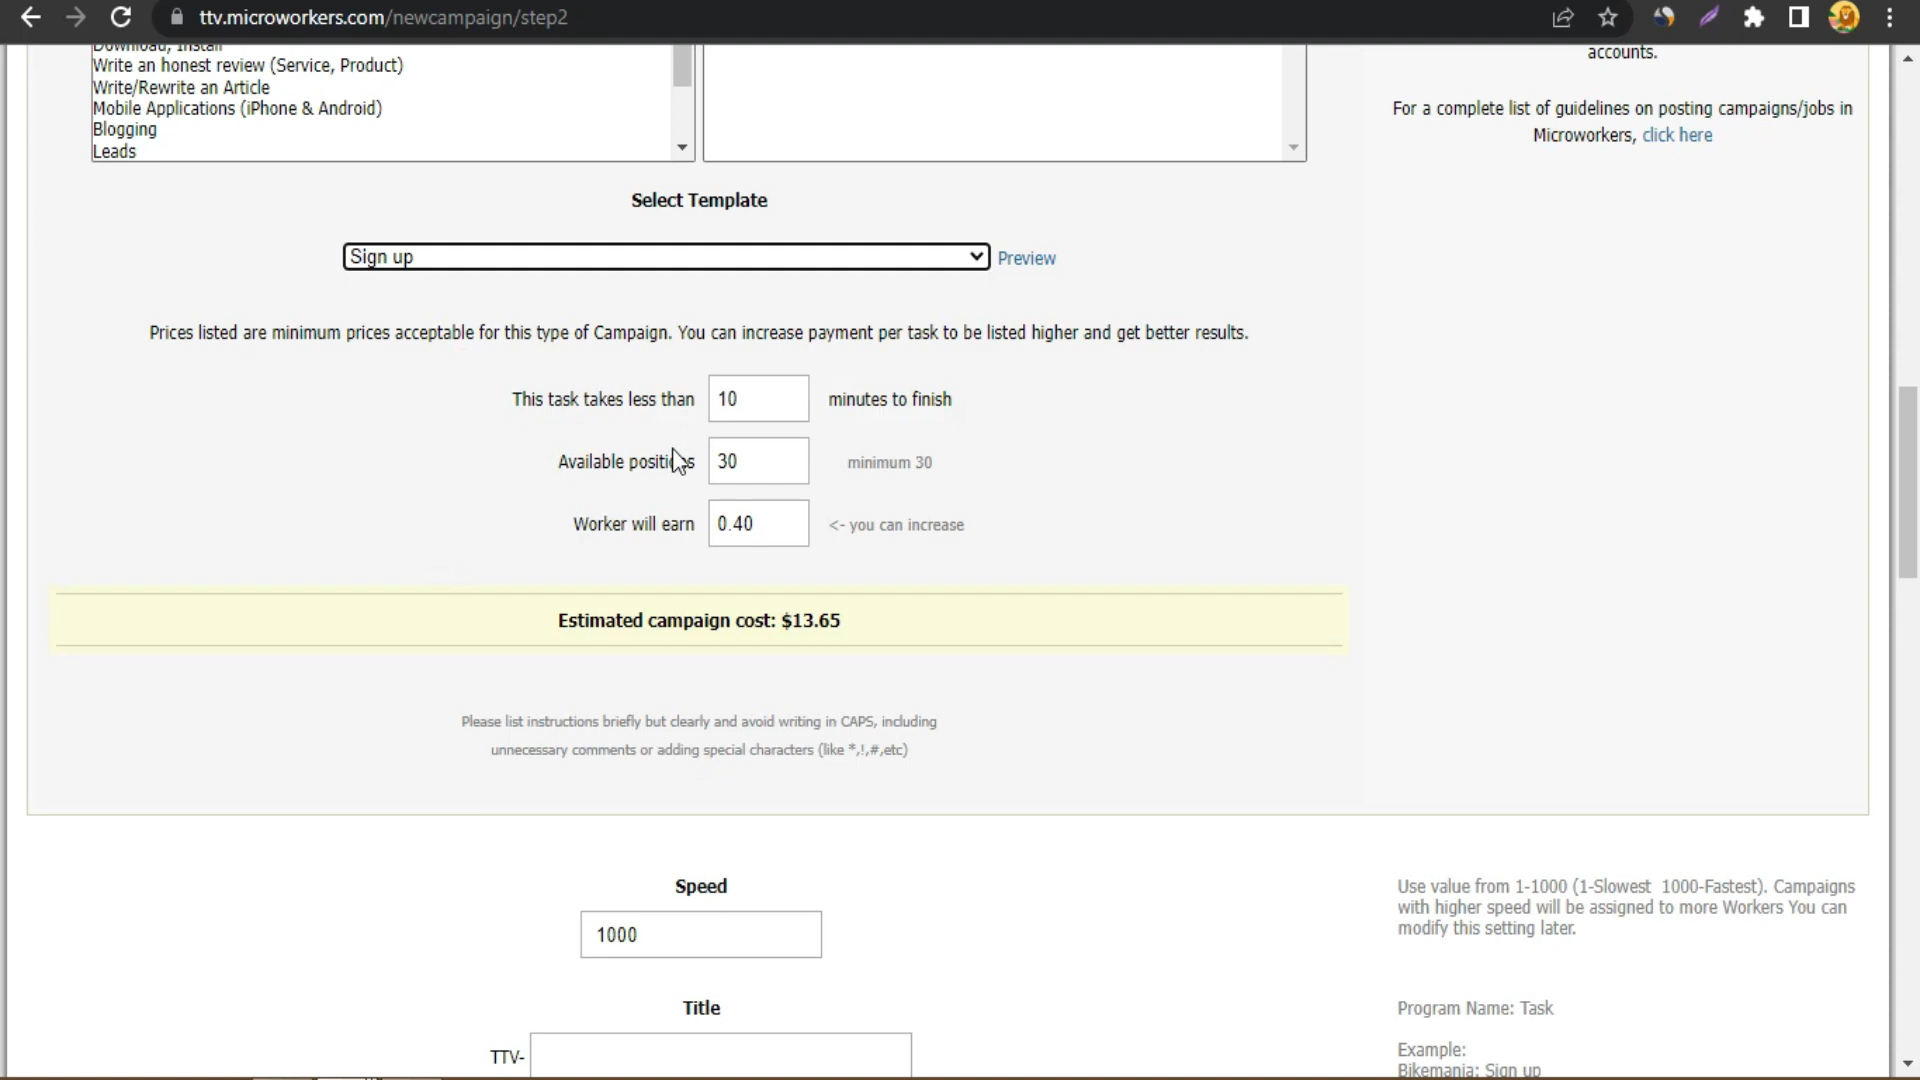 ttv.microworkers.com/newcampaign/step2
Download, Install
Write an honest review (Service, Product)
Write/Rewrite an Article
Mobile Applications (iPhone & Android)
Blogging
Leads
accounts.
For a complete list of guidelines on posting campaigns/jobs in
Microworkers, click here
Select Template
Sign up
Preview
Prices listed are minimum prices acceptable for this type of Campaign. You can increase payment per task to be listed higher and get better results.
This task takes less than 10 minutes to finish
Available positions 30 minimum 30
Worker will earn 0.40 <- you can increase
Estimated campaign cost: $13.65
Please list instructions briefly but clearly and avoid writing in CAPS, including
unnecessary comments or adding special characters (like *,!,#,etc)
Speed
1000
Use value from 1-1000 (1-Slowest 1000-Fastest). Campaigns
with higher speed will be assigned to more Workers You can
modify this setting later.
Title
TTV-
Program Name: Task
Example:
Bikemania: Sign up